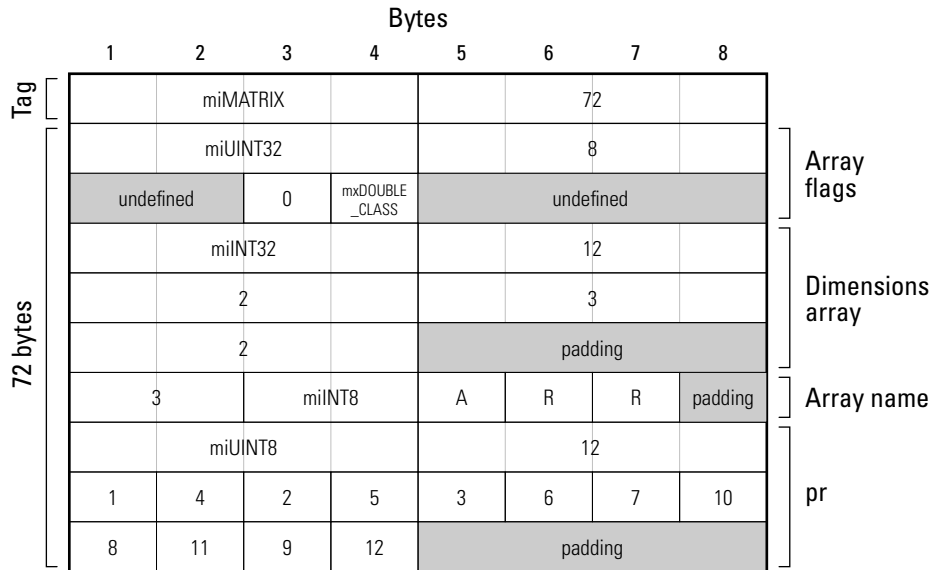 Bytes
1 2 3 4 5 6 7 8
Tag
miMATRIX 72
72 bytes
miUINT32 8
Array
flags
undefined 0 mxDOUBLE
_CLASS undefined
miINT32 12
Dimensions
array
2 3
2 padding
3 miINT8 A R R padding
Array name
miUINT8 12
pr
1 4 2 5 3 6 7 10
8 11 9 12 padding